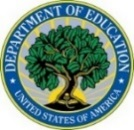 DEPARTMENT OF EDUCATION
UNITED STATES OF AMERICA